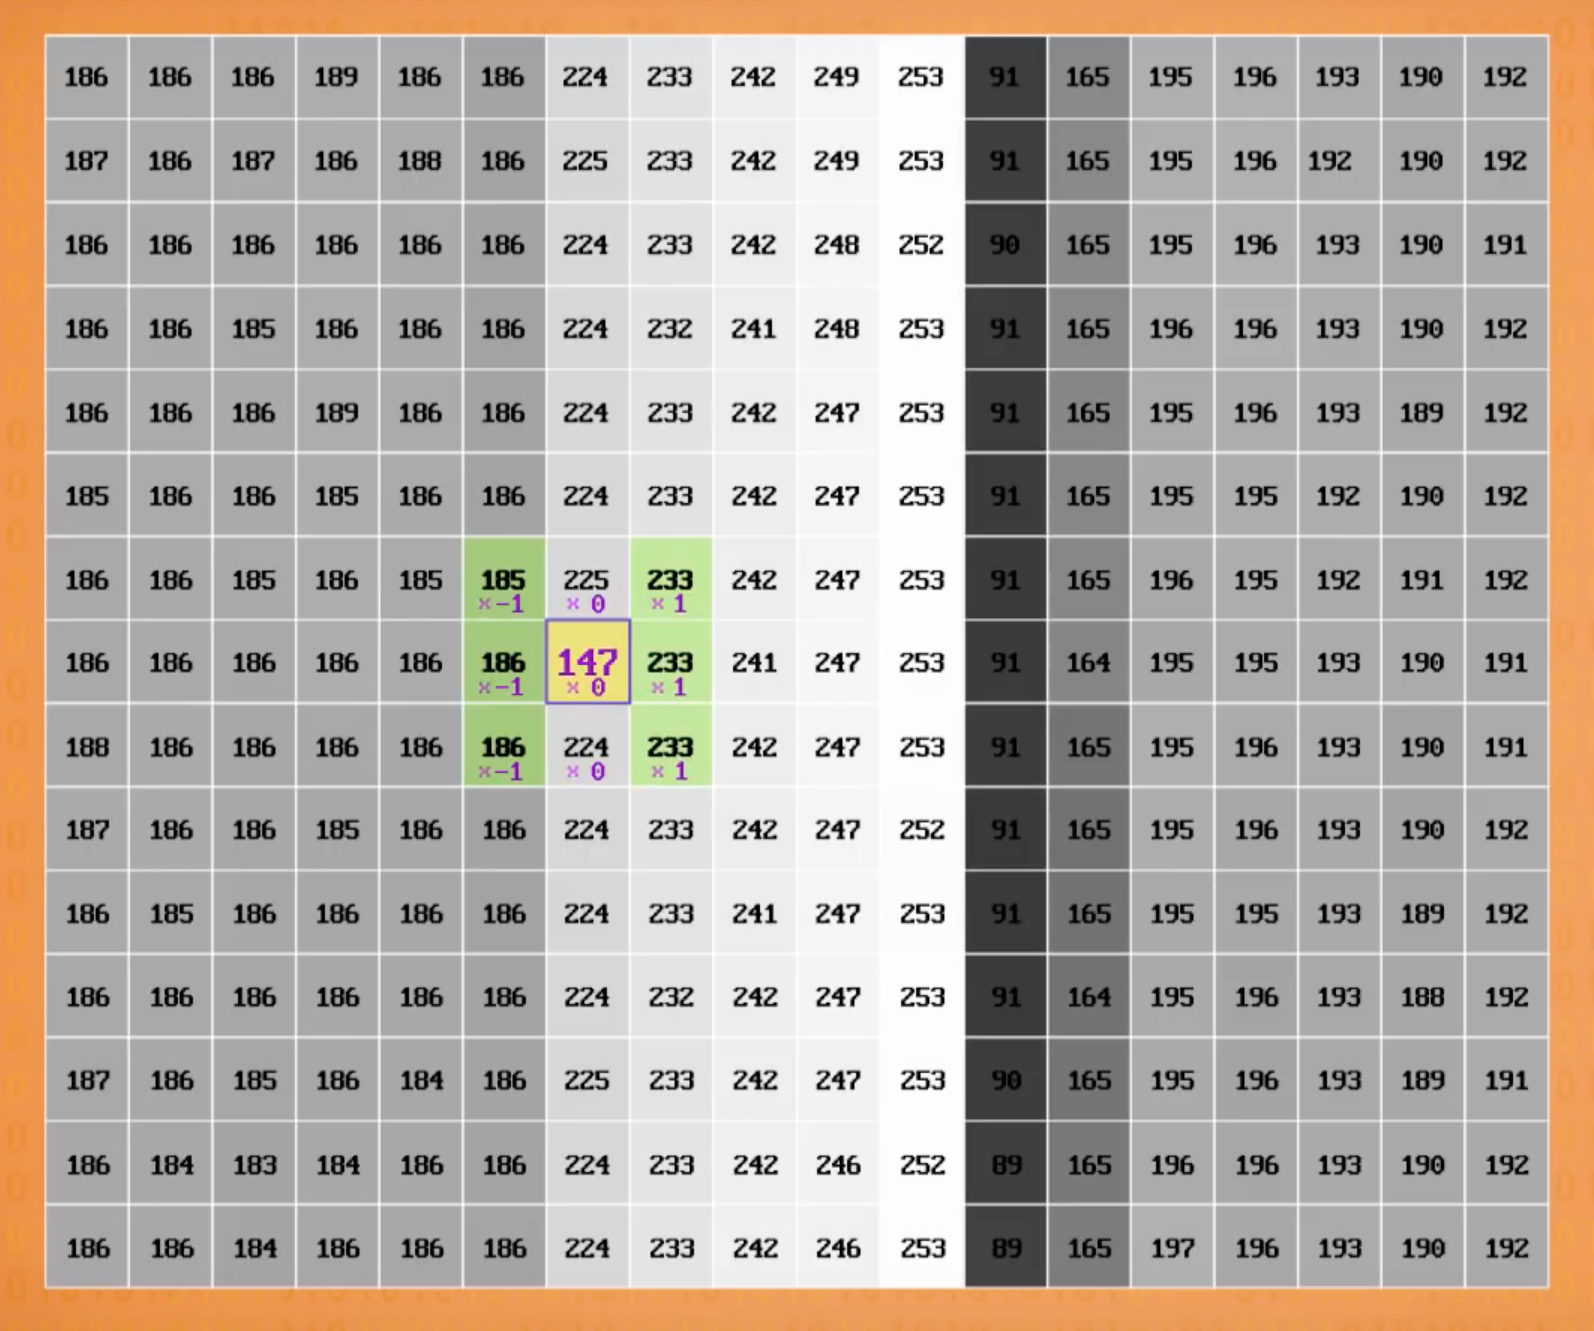 186 186 186 189 186 186 224 233 242 249 253 91 165 195 196 193 190 192
187 186 187 186 188 186 225 233 242 249 253 91 165 195 196 192 190 192
186 186 186 186 186 186 224 233 242 248 252 90 165 195 196 193 190 191
186 186 185 186 186 186 224 232 241 248 253 91 165 196 196 193 190 192
186 186 186 189 186 186 224 233 242 247 253 91 165 195 196 193 189 192
185 186 186 185 186 186 224 233 242 247 253 91 165 195 195 192 190 192
186 186 185 186 185 185 225 233 242 247 253 91 165 196 195 192 191 192
×-1 × 0 × 1
186 186 186 186 186 186 147 233 241 247 253 91 164 195 195 193 190 191
×-1 × 0 × 1
188 186 186 186 186 186 224 233 242 247 253 91 165 195 196 193 190 191
×-1 × 0 × 1
187 186 186 185 186 186 224 233 242 247 252 91 165 195 196 193 190 192
186 185 186 186 186 186 224 233 241 247 253 91 165 195 195 193 189 192
186 186 186 186 186 186 224 232 242 247 253 91 164 195 196 193 188 192
187 186 185 186 184 186 225 233 242 247 253 90 165 195 196 193 189 191
186 184 183 184 186 186 224 233 242 246 252 89 165 196 196 193 190 192
186 186 184 186 186 186 224 233 242 246 253 89 165 197 196 193 190 192